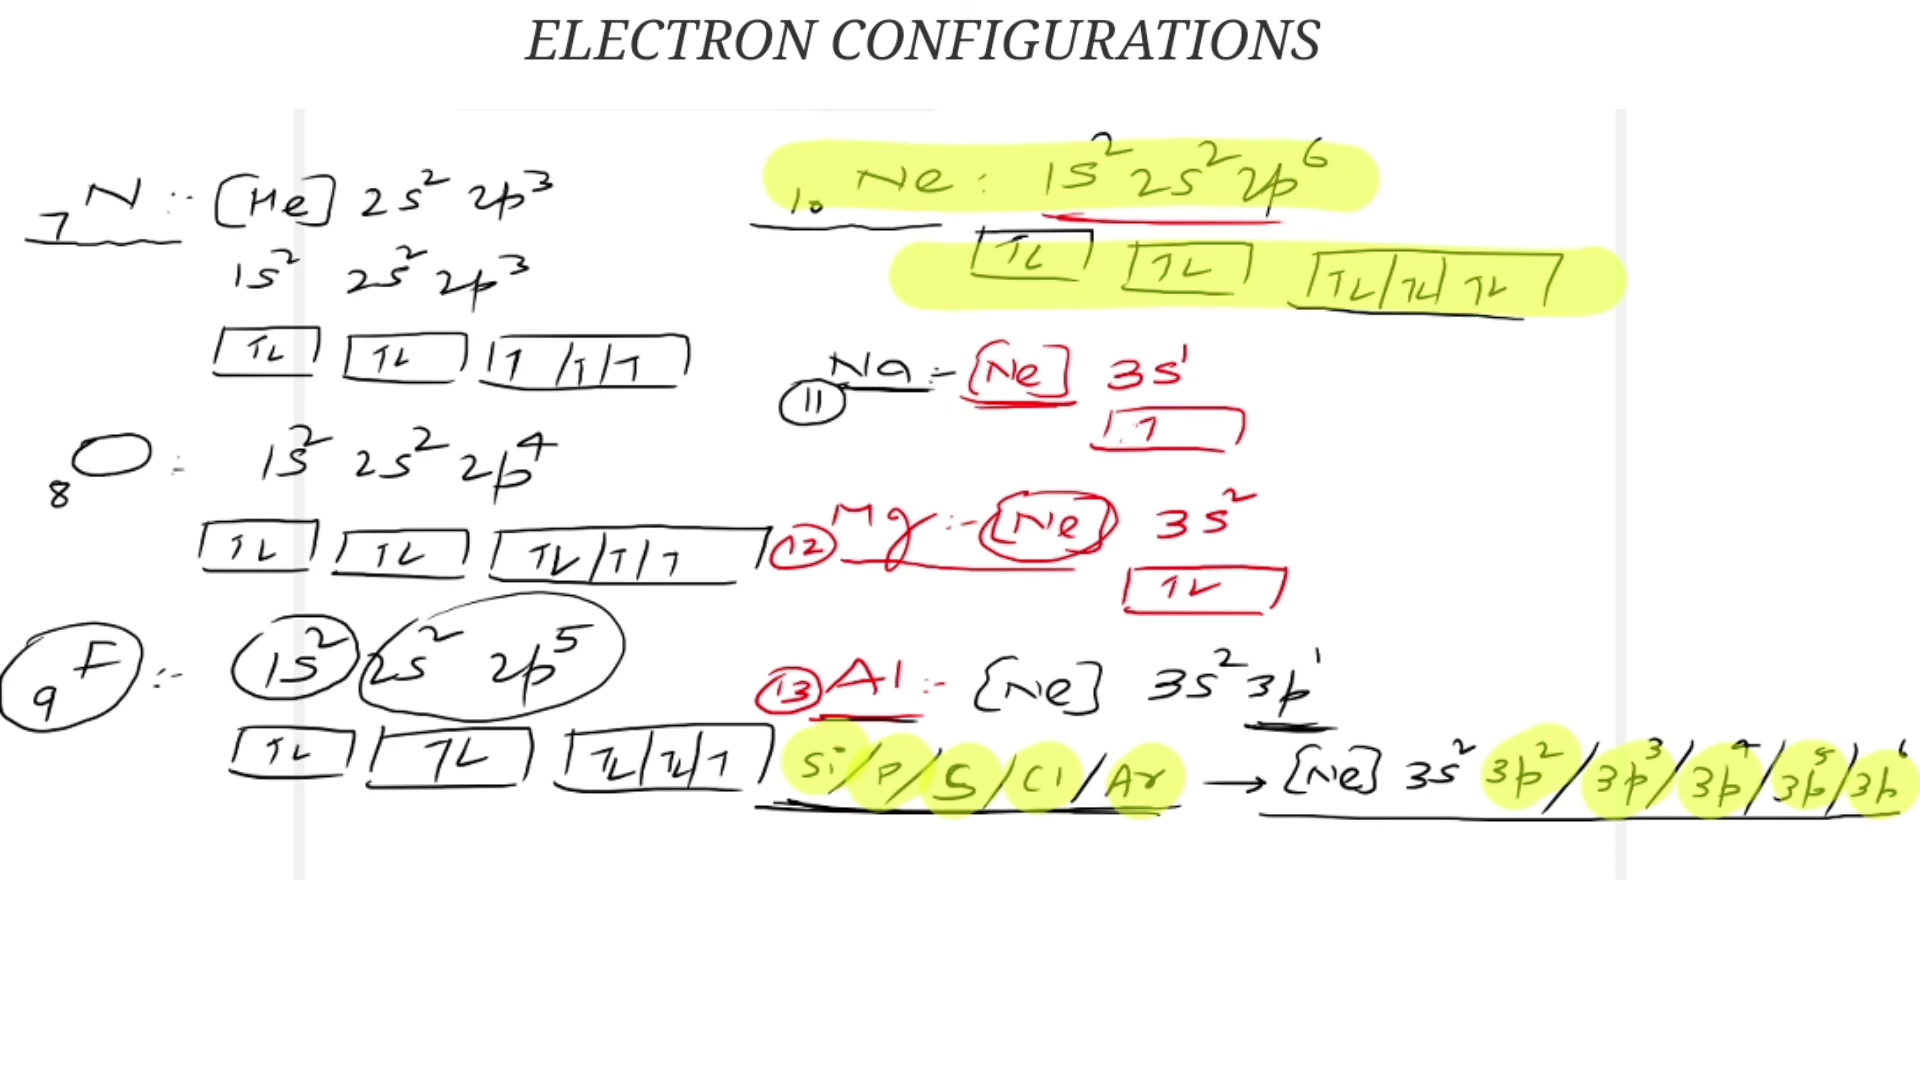 ELECTRON CONFIGURATIONS
₇N :- [He] 2s² 2p³
1s² 2s² 2p³
↑↓ ↑↓ ↑/↑/↑
₈O :- 1s² 2s² 2p⁴
↑↓ ↑↓ ↑↓/↑/↑
₉F :- 1s² 2s² 2p⁵
↑↓ ↑↓ ↑↓/↑↓/↑
₁₀Ne : 1s² 2s² 2p⁶
↑↓ ↑↓ ↑↓/↑↓/↑↓
⑪ Na :- [Ne] 3s¹
↑
⑫ Mg :- [Ne] 3s²
↑↓
⑬ Al :- [Ne] 3s² 3p¹
Si/P/S/Cl/Ar → [Ne] 3s² 3p²/3p³/3p⁴/3p⁵/3p⁶